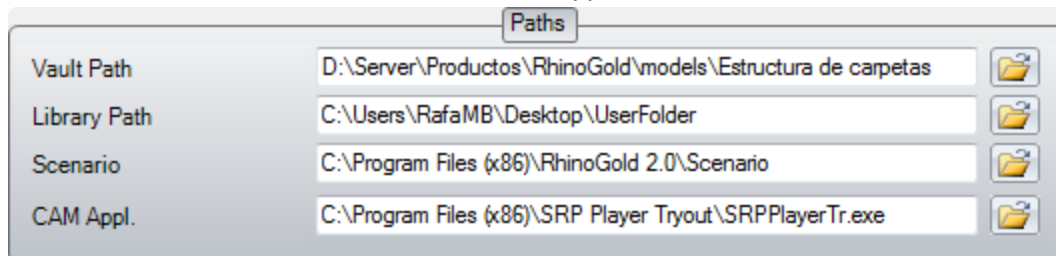 Paths
Vault Path D:\Server\Productos\RhinoGold\models\Estructura de carpetas
Library Path C:\Users\RafaMB\Desktop\UserFolder
Scenario C:\Program Files (x86)\RhinoGold 2.0\Scenario
CAM Appl. C:\Program Files (x86)\SRP Player Tryout\SRPPlayerTr.exe